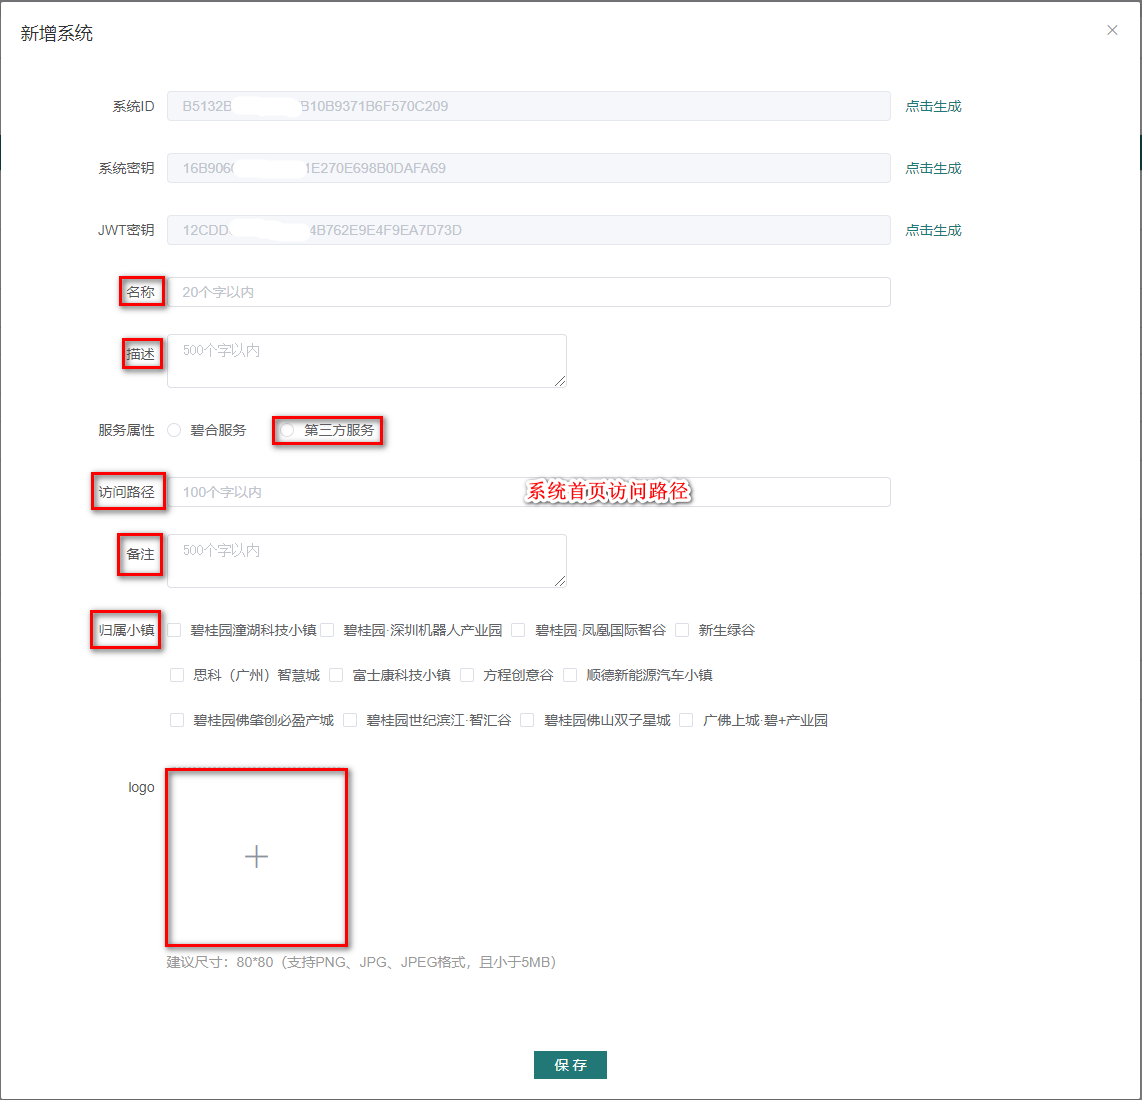 新增系统
系统ID B5132B B10B9371B6F570C209 点击生成
系统密钥 16B906 1E270E698B0DAFA69 点击生成
JWT密钥 12CDD 4B762E9E4F9EA7D73D 点击生成
名称 20个字以内
描述 500个字以内
服务属性 碧合服务 第三方服务
访问路径 100个字以内 系统首页访问路径
备注 500个字以内
归属小镇 碧桂园潼湖科技小镇 碧桂园·深圳机器人产业园 碧桂园·凤凰国际智谷 新生绿谷
思科（广州）智慧城 富士康科技小镇 方程创意谷 顺德新能源汽车小镇
碧桂园佛肇创必盈产城 碧桂园世纪滨江·智汇谷 碧桂园佛山双子星城 广佛上城·碧+产业园
logo
建议尺寸：80*80（支持PNG、JPG、JPEG格式，且小于5MB）
保存